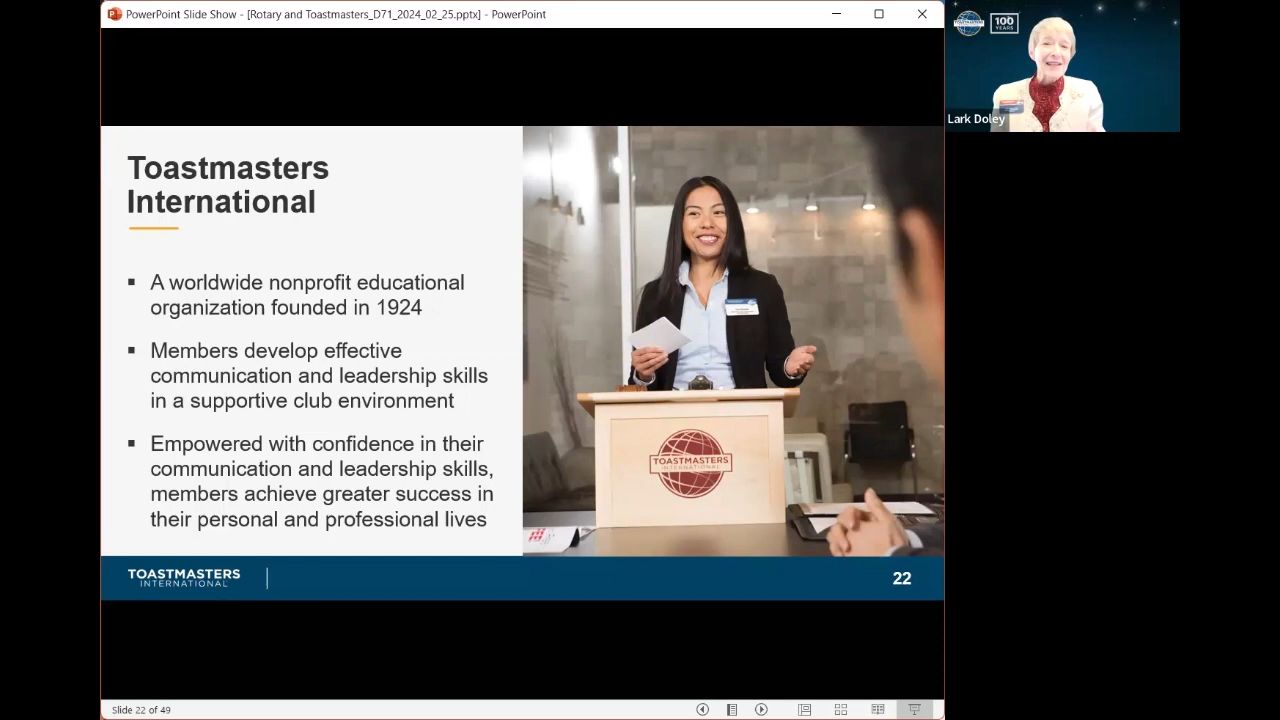 PowerPoint Slide Show - [Rotary and Toastmasters_D71_2024_02_25.pptx] - PowerPoint
TOASTMASTERS
100
YEARS
Lark Doley
Toastmasters
International
▪ A worldwide nonprofit educational
organization founded in 1924
▪ Members develop effective
communication and leadership skills
in a supportive club environment
▪ Empowered with confidence in their
communication and leadership skills,
members achieve greater success in
their personal and professional lives
TOASTMASTERS
INTERNATIONAL
TOASTMASTERS
INTERNATIONAL
22
Slide 22 of 49